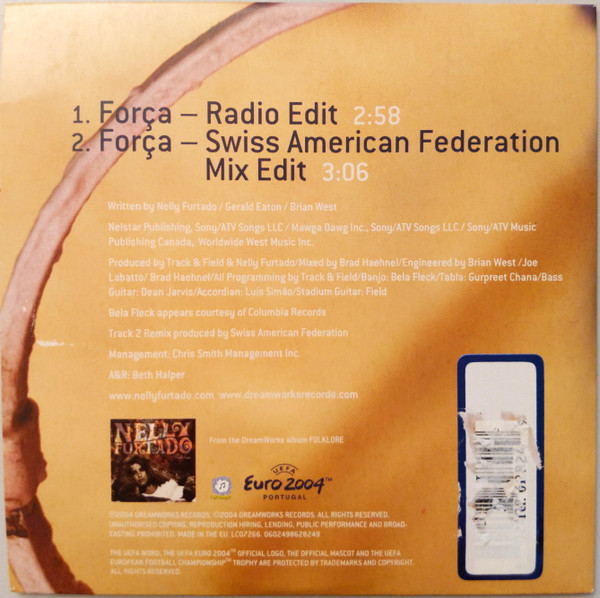 1. Força – Radio Edit 2:58
2. Força – Swiss American Federation
Mix Edit 3:06
Written by Nelly Furtado / Gerald Eaton / Brian West
Nelstar Publishing, Sony/ATV Songs LLC / Mawga Dawg Inc., Sony/ATV Songs LLC / Sony/ATV Music
Publishing Canada, Worldwide West Music Inc.
Produced by Track & Field & Nelly Furtado/Mixed by Brad Haehnel/Engineered by Brian West /Joe
Labatto/ Brad Haehnel/All Programming by Track & Field/Banjo: Bela Fleck/Tabla: Gurpreet Chana/Bass
Guitar: Dean Jarvis/Accordian: Luis Simão/Stadium Guitar: Field
Bela Fleck appears courtesy of Columbia Records
Track 2 Remix produced by Swiss American Federation
Management: Chris Smith Management Inc.
A&R: Beth Halper
www.nellyfurtado.com www.dreamworksrecords.com
NELLY
FURTADO
From the DreamWorks album FOLKLORE
UEFA
EURO2004™
PORTUGAL
℗2004 DREAMWORKS RECORDS, ©2004 DREAMWORKS RECORDS. ALL RIGHTS RESERVED.
UNAUTHORISED COPYING, REPRODUCTION HIRING, LENDING, PUBLIC PERFORMANCE AND BROAD-
CASTING PROHIBITED. MADE IN THE EU. LC07266. 0602498628249
THE UEFA WORD, THE UEFA EURO 2004™ OFFICIAL LOGO, THE OFFICIAL MASCOT AND THE UEFA
EUROPEAN FOOTBALL CHAMPIONSHIP™ TROPHY ARE PROTECTED BY TRADEMARKS AND COPYRIGHT.
ALL RIGHTS RESERVED.